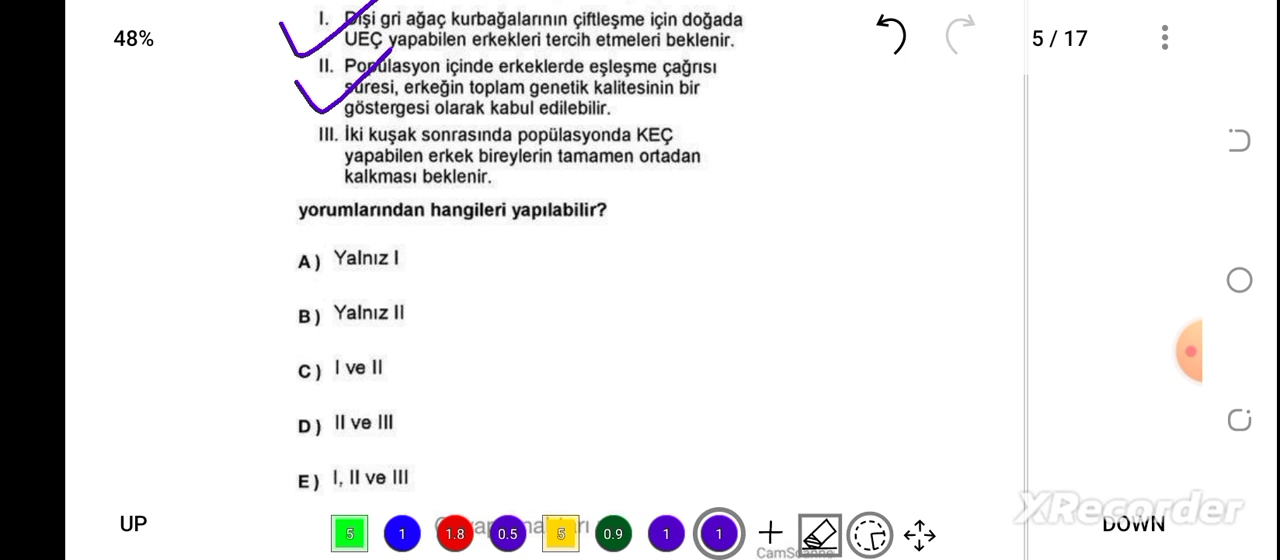 48%
5 / 17
I. Dişi gri ağaç kurbağalarının çiftleşme için doğada
UEÇ yapabilen erkekleri tercih etmeleri beklenir.
II. Popülasyon içinde erkeklerde eşleşme çağrısı
süresi, erkeğin toplam genetik kalitesinin bir
göstergesi olarak kabul edilebilir.
III. İki kuşak sonrasında popülasyonda KEÇ
yapabilen erkek bireylerin tamamen ortadan
kalkması beklenir.
yorumlarından hangileri yapılabilir?
A) Yalnız I
B) Yalnız II
C) I ve II
D) II ve III
E) I, II ve III
XRecorder
UP
DOWN
5 1 1.8 0.5 5 0.9 1 1